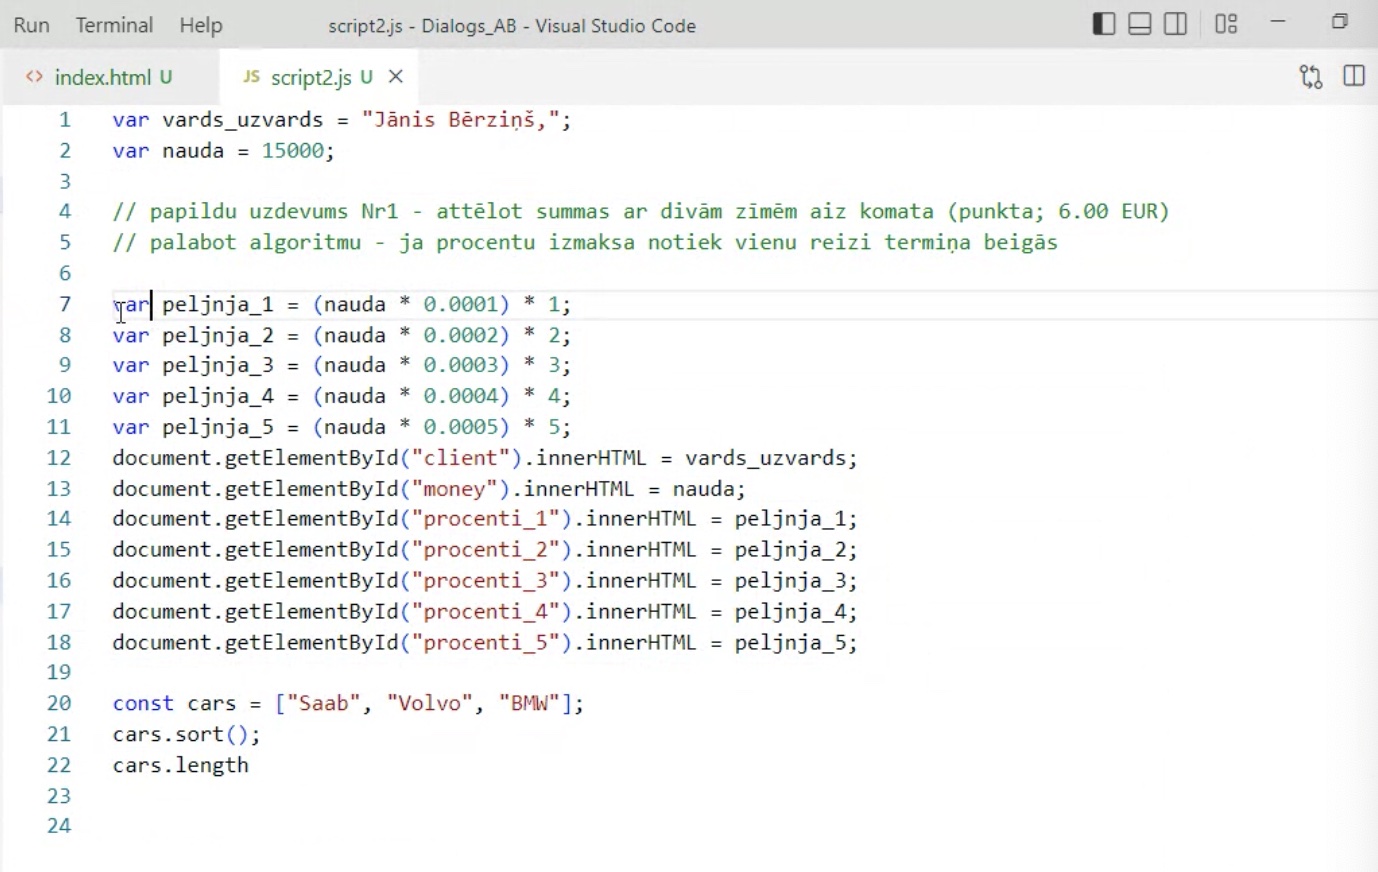 Run Terminal Help script2.js - Dialogs_AB - Visual Studio Code
<> index.html U JS script2.js U ×
1 var vards_uzvards = "Jānis Bērziņš,";
2 var nauda = 15000;
3
4 // papildu uzdevums Nr1 - attēlot summas ar divām zīmēm aiz komata (punkta; 6.00 EUR)
5 // palabot algoritmu - ja procentu izmaksa notiek vienu reizi termiņa beigās
6
7 var peljnja_1 = (nauda * 0.0001) * 1;
8 var peljnja_2 = (nauda * 0.0002) * 2;
9 var peljnja_3 = (nauda * 0.0003) * 3;
10 var peljnja_4 = (nauda * 0.0004) * 4;
11 var peljnja_5 = (nauda * 0.0005) * 5;
12 document.getElementById("client").innerHTML = vards_uzvards;
13 document.getElementById("money").innerHTML = nauda;
14 document.getElementById("procenti_1").innerHTML = peljnja_1;
15 document.getElementById("procenti_2").innerHTML = peljnja_2;
16 document.getElementById("procenti_3").innerHTML = peljnja_3;
17 document.getElementById("procenti_4").innerHTML = peljnja_4;
18 document.getElementById("procenti_5").innerHTML = peljnja_5;
19
20 const cars = ["Saab", "Volvo", "BMW"];
21 cars.sort();
22 cars.length
23
24